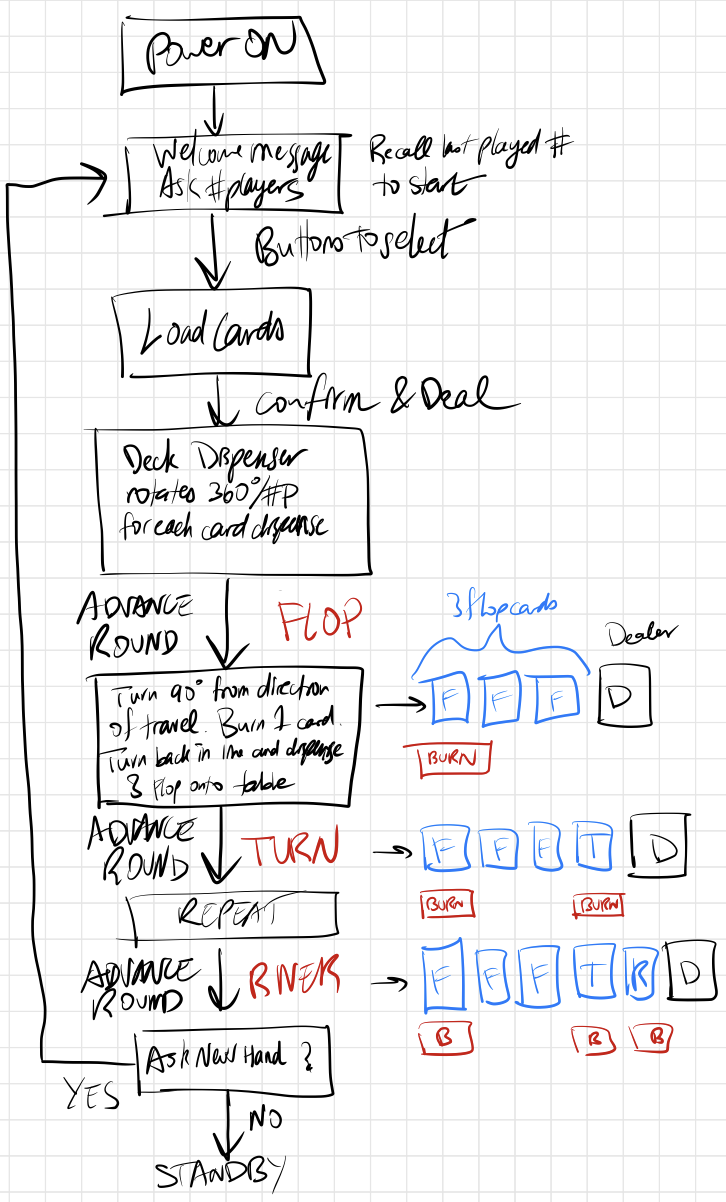 Power ON
Welcome message
Ask #players
Recall last played #
to start
Buttons to select
Load Cards
Confirm & Deal
Deck Dispenser
rotates 360°/#P
for each card dispense
ADVANCE
ROUND
FLOP
3 flop cards
Dealer
Turn 90° from direction
of travel. Burn 1 card.
Turn back in line and dispense
3 Flop onto table
F F F D
BURN
ADVANCE
ROUND
TURN
F F F T D
REPEAT
BURN BURN
ADVANCE
ROUND
RIVER
F F F T R D
B B B
Ask New Hand ?
YES
NO
STANDBY